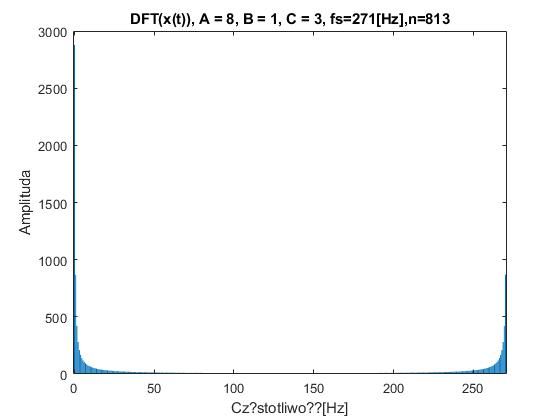 DFT(x(t)), A = 8, B = 1, C = 3, fs=271[Hz],n=813
3000
2500
2000
1500
1000
500
0
Amplituda
0 50 100 150 200 250
Cz?stotliwo??[Hz]